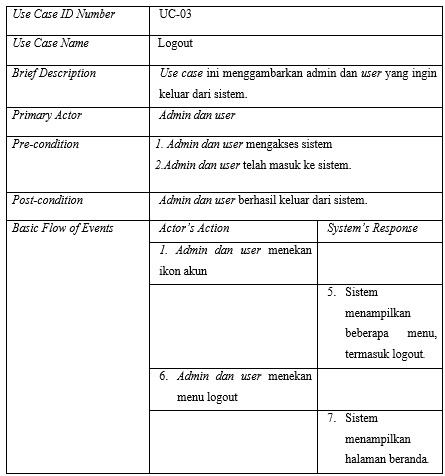 Use Case ID Number UC-03
Use Case Name Logout
Brief Description Use case ini menggambarkan admin dan user yang ingin
keluar dari sistem.
Primary Actor Admin dan user
Pre-condition 1. Admin dan user mengakses sistem
2.Admin dan user telah masuk ke sistem.
Post-condition Admin dan user berhasil keluar dari sistem.
Basic Flow of Events Actor's Action System's Response
1. Admin dan user menekan
ikon akun
5. Sistem
menampilkan
beberapa menu,
termasuk logout.
6. Admin dan user menekan
menu logout
7. Sistem
menampilkan
halaman beranda.